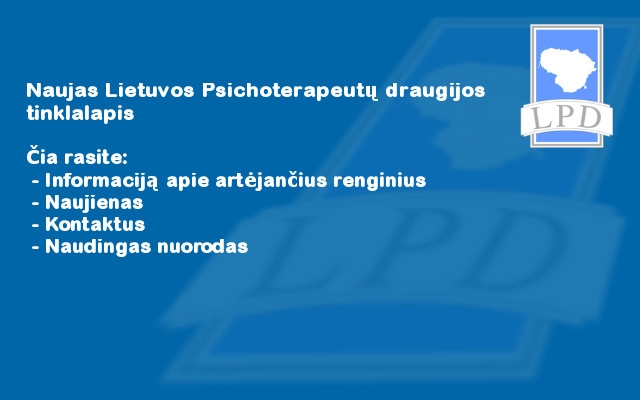 Naujas Lietuvos Psichoterapeutų draugijos
tinklalapis
Čia rasite:
- Informaciją apie artėjančius renginius
- Naujienas
- Kontaktus
- Naudingas nuorodas
LPD
LPD